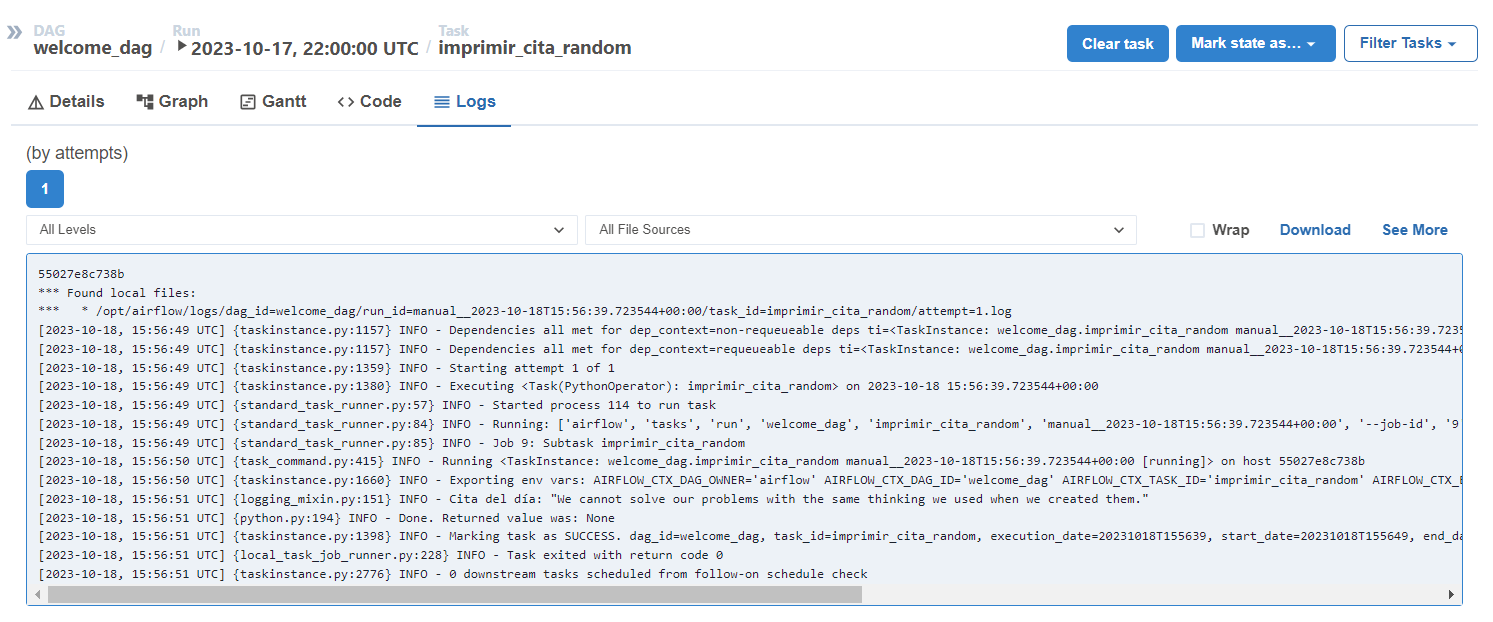 DAG Run Task
welcome_dag / 2023-10-17, 22:00:00 UTC / imprimir_cita_random
Clear task Mark state as... Filter Tasks
Details Graph Gantt Code Logs
(by attempts)
1
All Levels All File Sources Wrap Download See More
55027e8c738b
*** Found local files:
***   * /opt/airflow/logs/dag_id=welcome_dag/run_id=manual__2023-10-18T15:56:39.723544+00:00/task_id=imprimir_cita_random/attempt=1.log
[2023-10-18, 15:56:49 UTC] {taskinstance.py:1157} INFO - Dependencies all met for dep_context=non-requeueable deps ti=<TaskInstance: welcome_dag.imprimir_cita_random manual__2023-10-18T15:56:39.7235
[2023-10-18, 15:56:49 UTC] {taskinstance.py:1157} INFO - Dependencies all met for dep_context=requeueable deps ti=<TaskInstance: welcome_dag.imprimir_cita_random manual__2023-10-18T15:56:39.723544+
[2023-10-18, 15:56:49 UTC] {taskinstance.py:1359} INFO - Starting attempt 1 of 1
[2023-10-18, 15:56:49 UTC] {taskinstance.py:1380} INFO - Executing <Task(PythonOperator): imprimir_cita_random> on 2023-10-18 15:56:39.723544+00:00
[2023-10-18, 15:56:49 UTC] {standard_task_runner.py:57} INFO - Started process 114 to run task
[2023-10-18, 15:56:49 UTC] {standard_task_runner.py:84} INFO - Running: ['airflow', 'tasks', 'run', 'welcome_dag', 'imprimir_cita_random', 'manual__2023-10-18T15:56:39.723544+00:00', '--job-id', '9
[2023-10-18, 15:56:49 UTC] {standard_task_runner.py:85} INFO - Job 9: Subtask imprimir_cita_random
[2023-10-18, 15:56:50 UTC] {task_command.py:415} INFO - Running <TaskInstance: welcome_dag.imprimir_cita_random manual__2023-10-18T15:56:39.723544+00:00 [running]> on host 55027e8c738b
[2023-10-18, 15:56:50 UTC] {taskinstance.py:1660} INFO - Exporting env vars: AIRFLOW_CTX_DAG_OWNER='airflow' AIRFLOW_CTX_DAG_ID='welcome_dag' AIRFLOW_CTX_TASK_ID='imprimir_cita_random' AIRFLOW_CTX_
[2023-10-18, 15:56:51 UTC] {logging_mixin.py:151} INFO - Cita del día: "We cannot solve our problems with the same thinking we used when we created them."
[2023-10-18, 15:56:51 UTC] {python.py:194} INFO - Done. Returned value was: None
[2023-10-18, 15:56:51 UTC] {taskinstance.py:1398} INFO - Marking task as SUCCESS. dag_id=welcome_dag, task_id=imprimir_cita_random, execution_date=20231018T155639, start_date=20231018T155649, end_da
[2023-10-18, 15:56:51 UTC] {local_task_job_runner.py:228} INFO - Task exited with return code 0
[2023-10-18, 15:56:51 UTC] {taskinstance.py:2776} INFO - 0 downstream tasks scheduled from follow-on schedule check